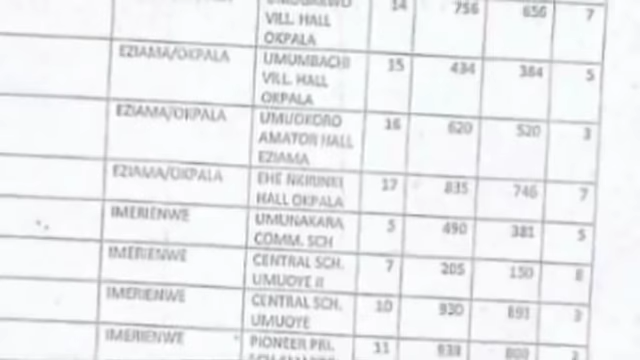 VILL. HALL 14 756 656 7
OKPALA
EZIAMA/OKPALA UMUMBACHI 15 434 384 5
VILL. HALL
OKPALA
EZIAMA/OKPALA UMUOKORO 16 620 520 3
AMATOR HALL
EZIAMA
EZIAMA/OKPALA EHE 17 835 746 7
HALL OKPALA
IMERIENWE UMUNAKARA 5 490 381 5
COMM. SCH
IMERIENWE CENTRAL SCH. 7 205 150 8
UMUOYE II
IMERIENWE CENTRAL SCH. 10 930 891 3
UMUOYE
IMERIENWE PIONEER PRI. 11